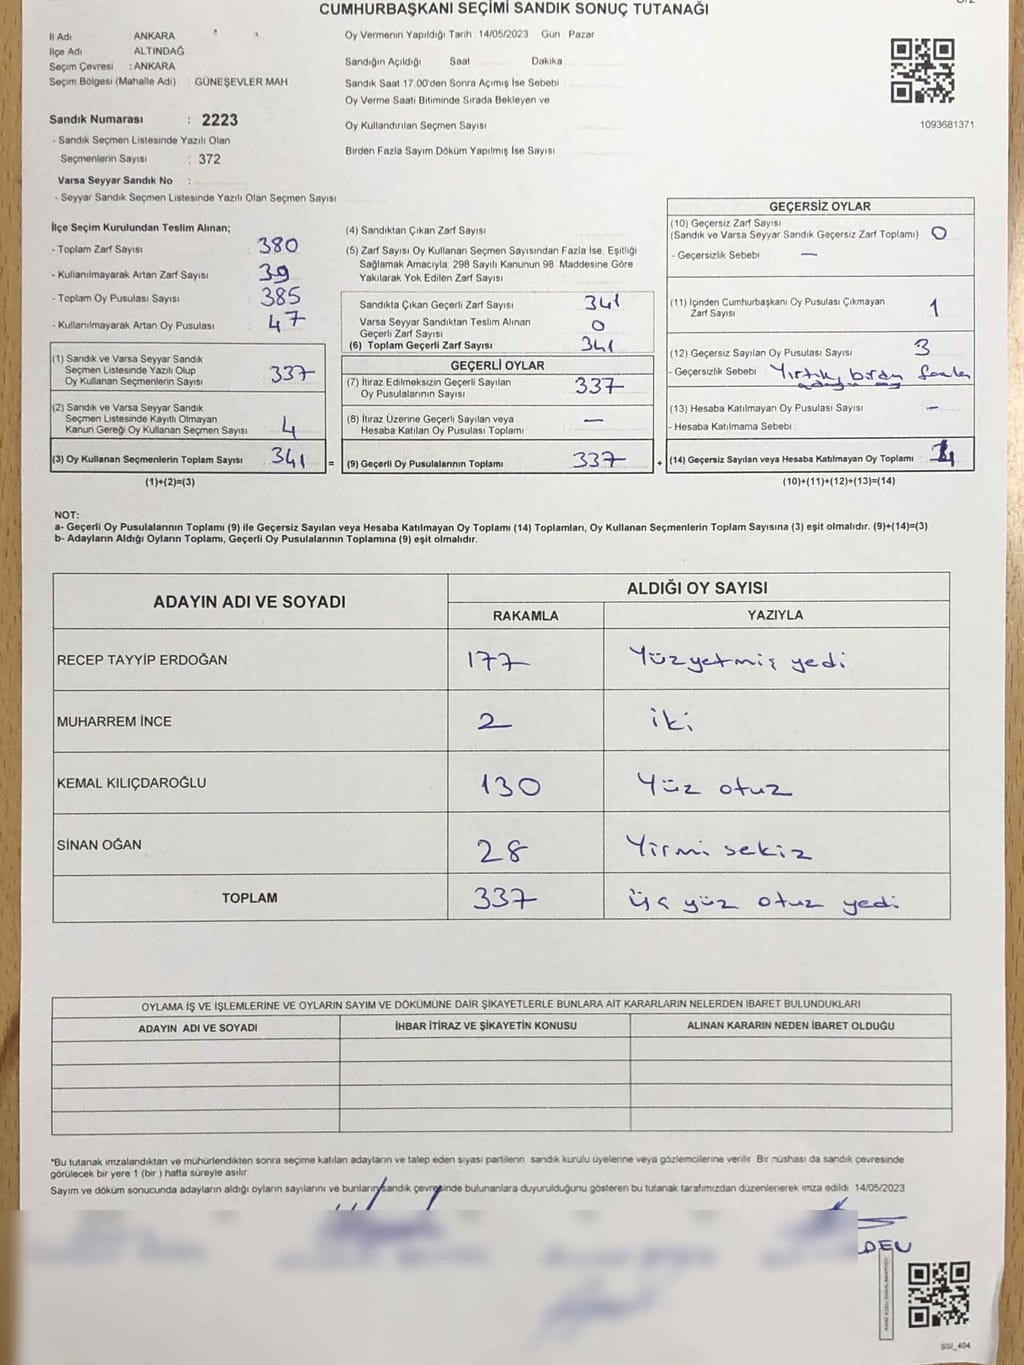 CUMHURBAŞKANI SEÇİMİ SANDIK SONUÇ TUTANAĞI
İl Adı ANKARA
İlçe Adı ALTINDAĞ
Seçim Çevresi : ANKARA
Seçim Bölgesi (Mahalle Adı) GÜNEŞEVLER MAH
Oy Vermenin Yapıldığı Tarih 14/05/2023 Gün Pazar
Sandığın Açıldığı Saat Dakika
Sandık Saat 17.00'den Sonra Açımış İse Sebebi
Oy Verme Saati Bitiminde Sırada Bekleyen ve
Oy Kullandırılan Seçmen Sayısı
Birden Fazla Sayım Döküm Yapılmış İse Sayısı
1093681371
Sandık Numarası : 2223
- Sandık Seçmen Listesinde Yazılı Olan
Seçmenlerin Sayısı : 372
Varsa Seyyar Sandık No :
- Seyyar Sandık Seçmen Listesinde Yazılı Olan Seçmen Sayısı
İlçe Seçim Kurulundan Teslim Alınan;
- Toplam Zarf Sayısı 380
- Kullanılmayarak Artan Zarf Sayısı 39
- Toplam Oy Pusulası Sayısı 385
- Kullanılmayarak Artan Oy Pusulası 47
(1) Sandık ve Varsa Seyyar Sandık
Seçmen Listesinde Yazılı Olup
Oy Kullanan Seçmenlerin Sayısı 337
(2) Sandık ve Varsa Seyyar Sandık
Seçmen Listesinde Kayıtlı Olmayan
Kanun Gereği Oy Kullanan Seçmen Sayısı 4
(3) Oy Kullanan Seçmenlerin Toplam Sayısı 341 =
(1)+(2)=(3)
(4) Sandıktan Çıkan Zarf Sayısı
(5) Zarf Sayısı Oy Kullanan Seçmen Sayısından Fazla İse, Eşitliği
Sağlamak Amacıyla; 298 Sayılı Kanunun 98. Maddesine Göre
Yakılarak Yok Edilen Zarf Sayısı
Sandıkta Çıkan Geçerli Zarf Sayısı 341
Varsa Seyyar Sandıktan Teslim Alınan
Geçerli Zarf Sayısı 0
(6) Toplam Geçerli Zarf Sayısı 341
GEÇERLİ OYLAR
(7) İtiraz Edilmeksizin Geçerli Sayılan
Oy Pusulalarının Sayısı 337
(8) İtiraz Üzerine Geçerli Sayılan veya
Hesaba Katılan Oy Pusulası Toplamı —
(9) Geçerli Oy Pusulalarının Toplamı 337 +
GEÇERSİZ OYLAR
(10) Geçersiz Zarf Sayısı
(Sandık ve Varsa Seyyar Sandık Geçersiz Zarf Toplamı) 0
- Geçersizlik Sebebi —
(11) İçinden Cumhurbaşkanı Oy Pusulası Çıkmayan
Zarf Sayısı 1
(12) Geçersiz Sayılan Oy Pusulası Sayısı 3
- Geçersizlik Sebebi Yırtık, birden fazla
(13) Hesaba Katılmayan Oy Pusulası Sayısı —
- Hesaba Katılmama Sebebi
(14) Geçersiz Sayılan veya Hesaba Katılmayan Oy Toplamı 4
(10)+(11)+(12)+(13)=(14)
NOT:
a- Geçerli Oy Pusulalarının Toplamı (9) ile Geçersiz Sayılan veya Hesaba Katılmayan Oy Toplamı (14) Toplamları, Oy Kullanan Seçmenlerin Toplam Sayısına (3) eşit olmalıdır. (9)+(14)=(3)
b- Adayların Aldığı Oyların Toplamı, Geçerli Oy Pusulalarının Toplamına (9) eşit olmalıdır.
ADAYIN ADI VE SOYADI
ALDIĞI OY SAYISI
RAKAMLA YAZIYLA
RECEP TAYYİP ERDOĞAN 177 Yüzyetmiş yedi
MUHARREM İNCE 2 iki
KEMAL KILIÇDAROĞLU 130 Yüz otuz
SİNAN OĞAN 28 Yirmi sekiz
TOPLAM 337 üç yüz otuz yedi
OYLAMA İŞ VE İŞLEMLERİNE VE OYLARIN SAYIM VE DÖKÜMÜNE DAİR ŞİKAYETLERLE BUNLARA AİT KARARLARIN NELERDEN İBARET BULUNDUKLARI
ADAYIN ADI VE SOYADI İHBAR İTİRAZ VE ŞİKAYETİN KONUSU ALINAN KARARIN NEDEN İBARET OLDUĞU
*Bu tutanak imzalandıktan ve mühürlendikten sonra seçime katılan adayların ve talep eden siyasi partilerin sandık kurulu üyelerine veya gözlemcilerine verilir. Bir nüshası da sandık çevresinde
görülecek bir yere 1 (bir) hafta süreyle asılır.
Sayım ve döküm sonucunda adayların aldığı oyların sayılarını ve bunların sandık çevresinde bulunanlara duyurulduğunu gösteren bu tutanak tarafımızdan düzenlenerek imza edildi 14/05/2023
SSI_404